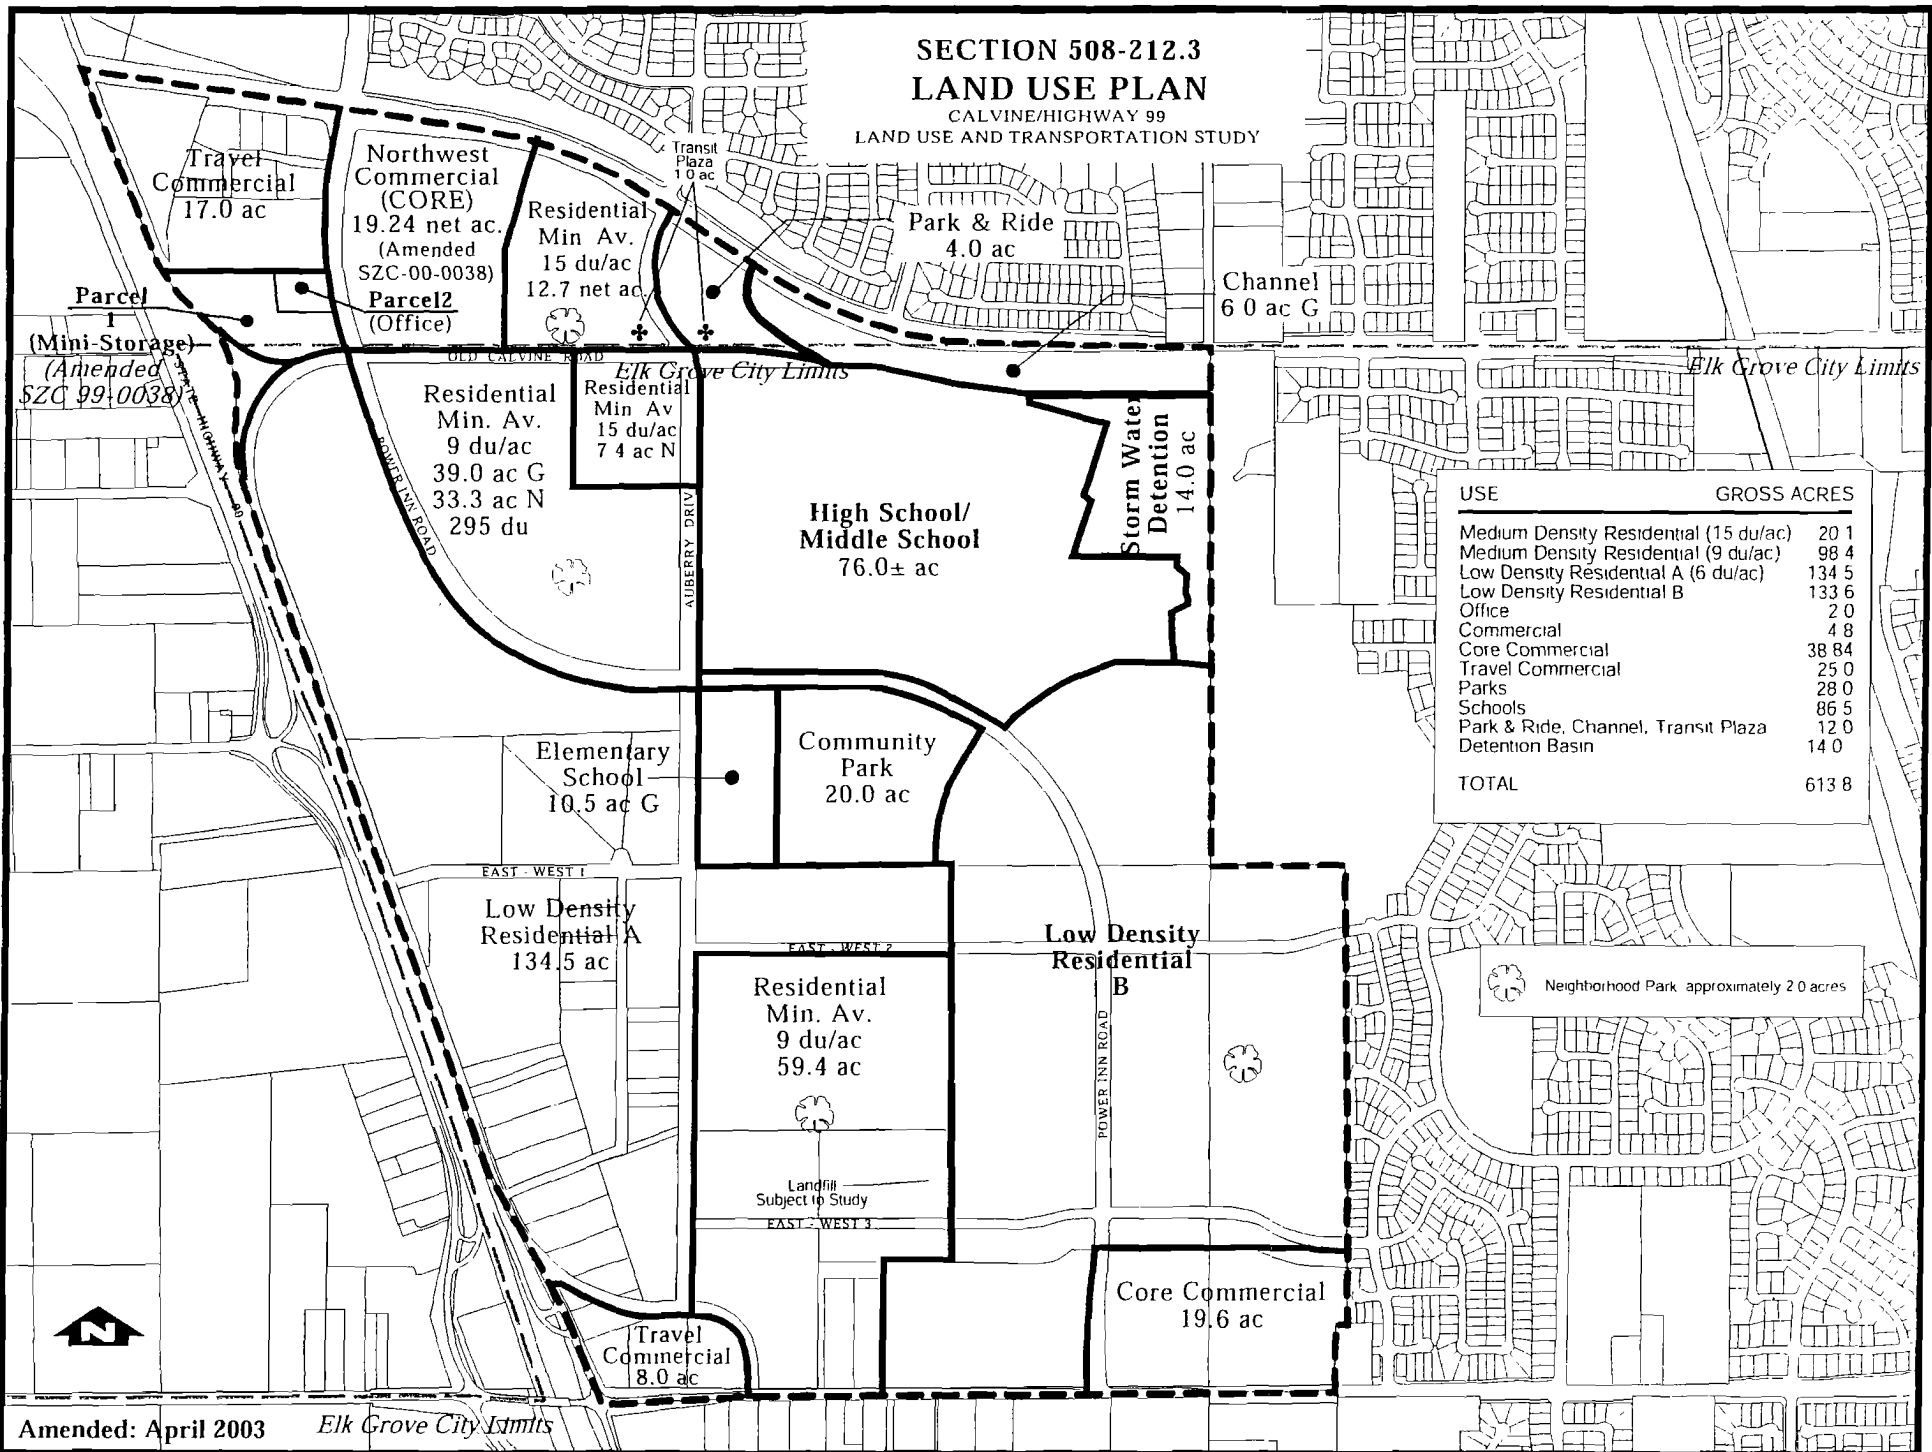 SECTION 508-212.3
LAND USE PLAN
CALVINE/HIGHWAY 99
LAND USE AND TRANSPORTATION STUDY
Travel
Commercial
17.0 ac
Northwest
Commercial
(CORE)
19.24 net ac.
(Amended
SZC-00-0038)
Transit
Plaza
1 0 ac
Residential
Min Av.
15 du/ac
12.7 net ac
Park & Ride
4.0 ac
Channel
6 0 ac G
Parcel
1
(Mini-Storage)
(Amended
SZC 99-0038)
Parcel2
(Office)
STATE HIGHWAY 99
OLD CALVINE ROAD
Elk Grove City Limits
Elk Grove City Limits
Residential
Min. Av.
9 du/ac
39.0 ac G
33.3 ac N
295 du
Residential
Min Av
15 du/ac
7 4 ac N
POWER INN ROAD
AUBERRY DRIV
High School/
Middle School
76.0± ac
Storm Water
Detention
14.0 ac
USE GROSS ACRES
Medium Density Residential (15 du/ac) 20 1
Medium Density Residential (9 du/ac) 98 4
Low Density Residential A (6 du/ac) 134 5
Low Density Residential B 133 6
Office 2 0
Commercial 4 8
Core Commercial 38 84
Travel Commercial 25 0
Parks 28 0
Schools 86 5
Park & Ride, Channel, Transit Plaza 12 0
Detention Basin 14 0
TOTAL 613 8
Elementary
School
10.5 ac G
Community
Park
20.0 ac
EAST - WEST 1
Low Density
Residential A
134.5 ac
EAST - WEST 2
Low Density
Residential
B
Residential
Min. Av.
9 du/ac
59.4 ac
Neighborhood Park approximately 2 0 acres
POWER INN ROAD
Landfill
Subject to Study
EAST - WEST 3
Core Commercial
19.6 ac
N
Travel
Commercial
8.0 ac
Amended: April 2003
Elk Grove City Limits